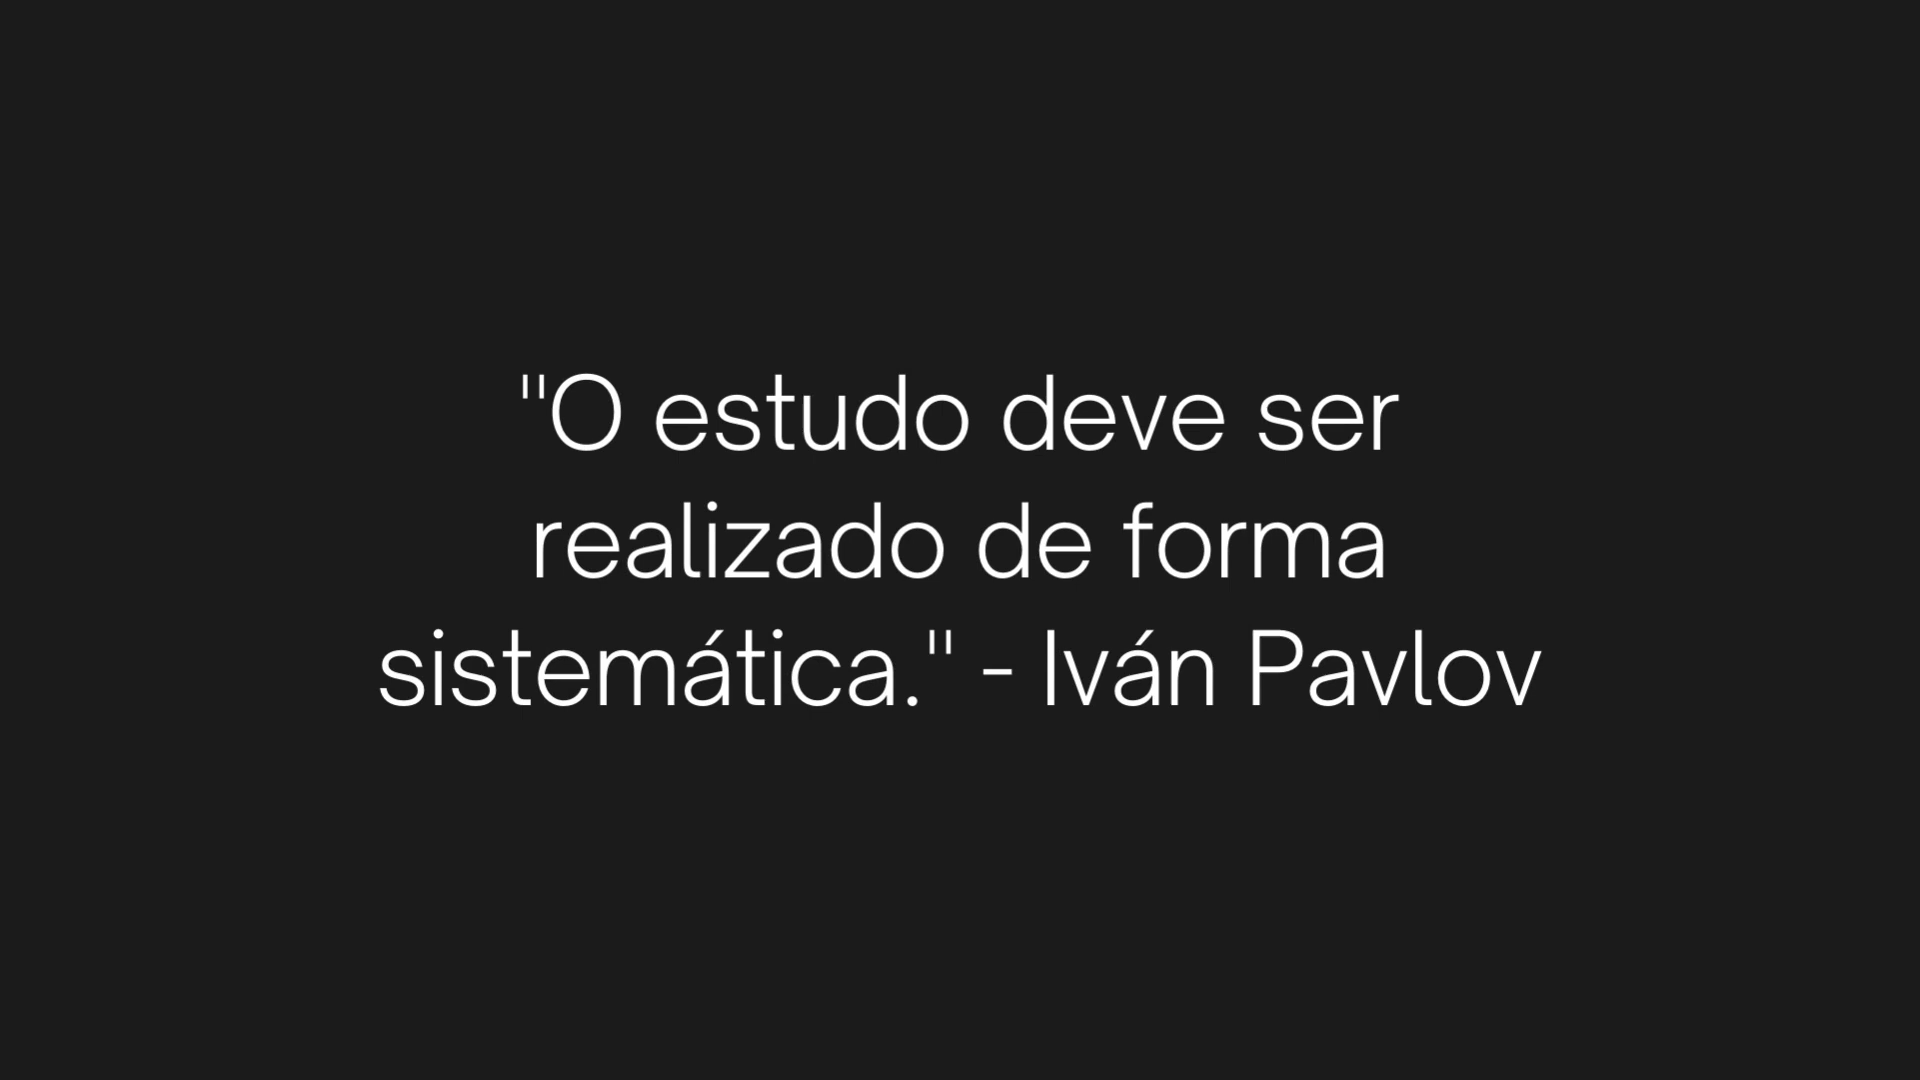 "O estudo deve ser
realizado de forma
sistemática." - Iván Pavlov